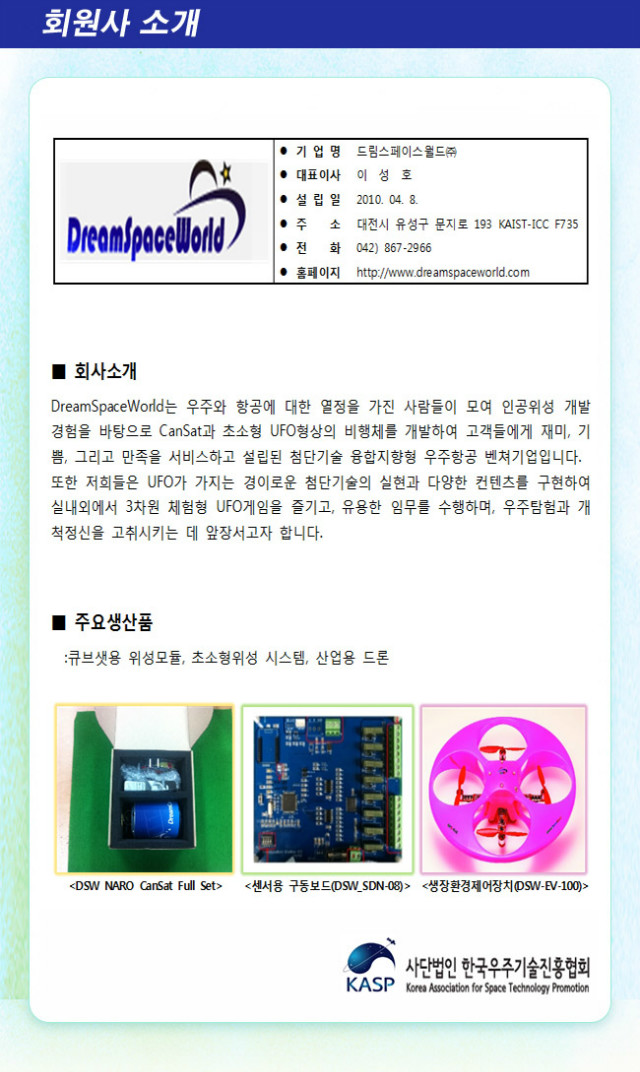 회원사 소개
DreamSpaceWorld
● 기 업 명 드림스페이스월드㈜
● 대표이사 이 성 호
● 설 립 일 2010. 04. 8.
● 주 소 대전시 유성구 문지로 193 KAIST-ICC F735
● 전 화 042) 867-2966
● 홈페이지 http://www.dreamspaceworld.com
■ 회사소개
DreamSpaceWorld는 우주와 항공에 대한 열정을 가진 사람들이 모여 인공위성 개발
경험을 바탕으로 CanSat과 초소형 UFO형상의 비행체를 개발하여 고객들에게 재미, 기
쁨, 그리고 만족을 서비스하고 설립된 첨단기술 융합지향형 우주항공 벤쳐기업입니다.
또한 저희들은 UFO가 가지는 경이로운 첨단기술의 실현과 다양한 컨텐츠를 구현하여
실내외에서 3차원 체험형 UFO게임을 즐기고, 유용한 임무를 수행하며, 우주탐험과 개
척정신을 고취시키는 데 앞장서고자 합니다.
■ 주요생산품
:큐브샛용 위성모듈, 초소형위성 시스템, 산업용 드론
<DSW NARO CanSat Full Set> <센서용 구동보드(DSW_SDN-08)> <생장환경제어장치(DSW-EV-100)>
KASP 사단법인 한국우주기술진흥협회
Korea Association for Space Technology Promotion